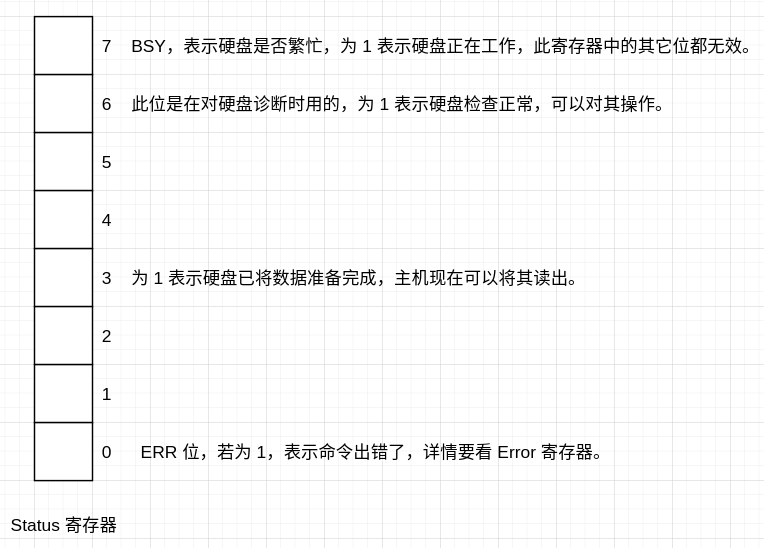 7 BSY，表示硬盘是否繁忙，为 1 表示硬盘正在工作，此寄存器中的其它位都无效。
6 此位是在对硬盘诊断时用的，为 1 表示硬盘检查正常，可以对其操作。
5
4
3 为 1 表示硬盘已将数据准备完成，主机现在可以将其读出。
2
1
0 ERR 位，若为 1，表示命令出错了，详情要看 Error 寄存器。
Status 寄存器